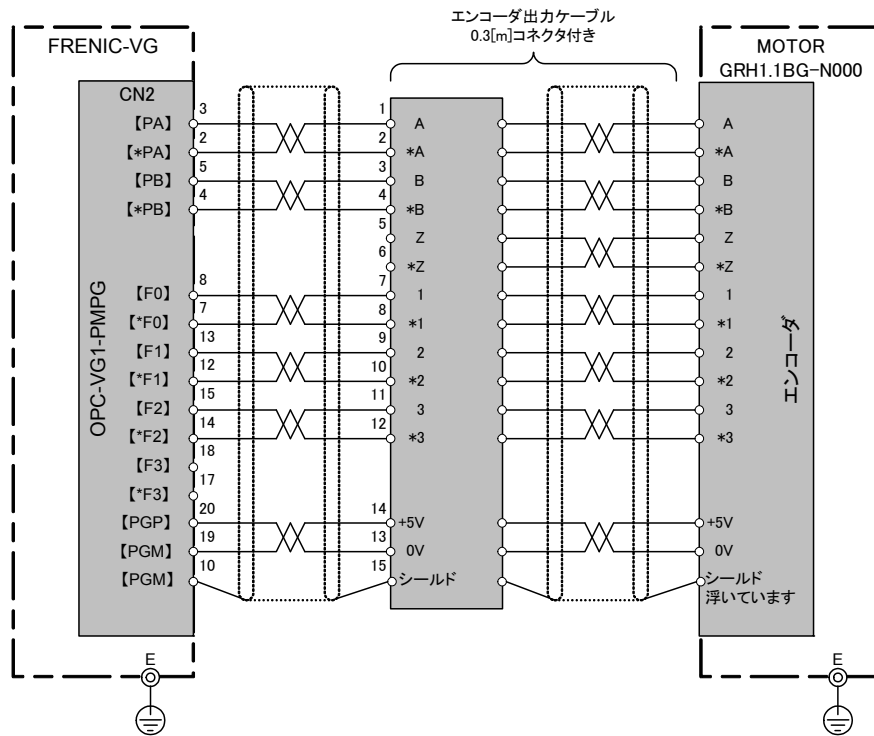 エンコーダ出力ケーブル
0.3[m]コネクタ付き
FRENIC-VG
MOTOR
GRH1.1BG-N000
CN2
OPC-VG1-PMPG
エンコーダ
【PA】 3 1 A A
【*PA】 2 2 *A *A
【PB】 5 3 B B
【*PB】 4 4 *B *B
5 Z Z
6 *Z *Z
【F0】 8 7 1 1
【*F0】 7 8 *1 *1
【F1】 13 9 2 2
【*F1】 12 10 *2 *2
【F2】 15 11 3 3
【*F2】 14 12 *3 *3
【F3】 18
【*F3】 17
【PGP】 20 14 +5V +5V
【PGM】 19 13 0V 0V
【PGM】 10 15 シールド シールド
浮いています
E E